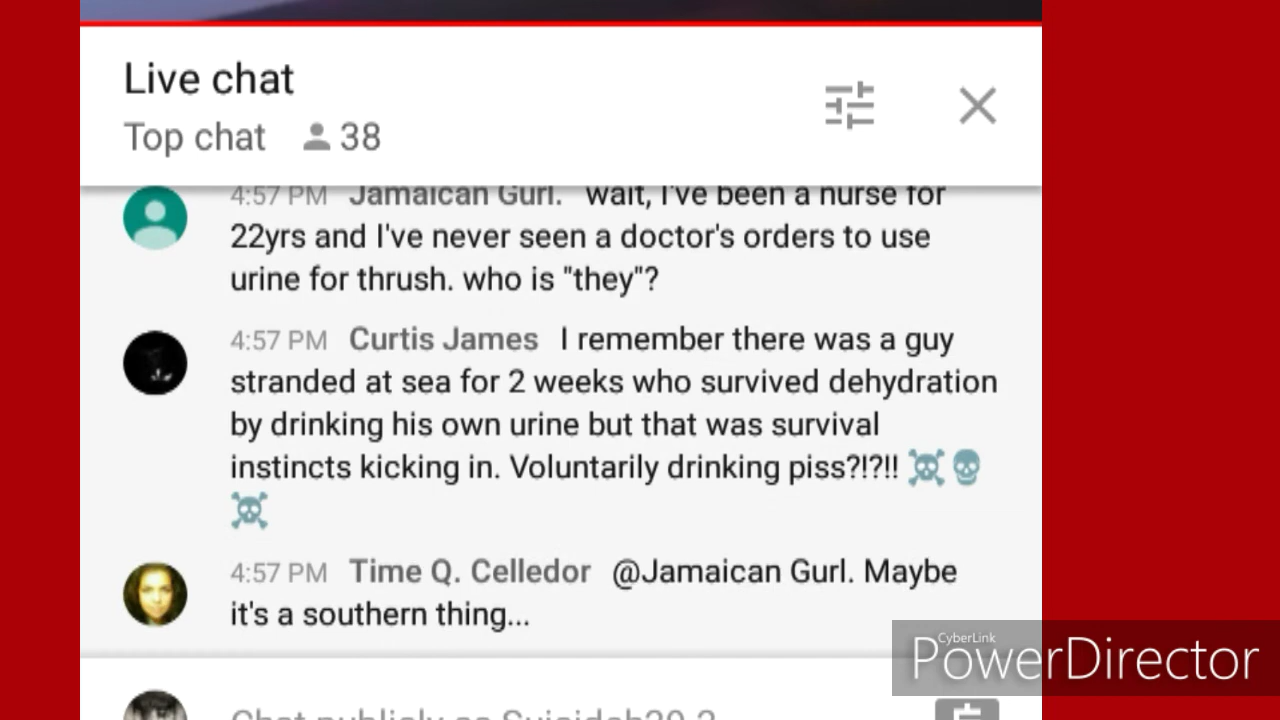 Live chat
Top chat 38
4:57 PM Jamaican Gurl. wait, I've been a nurse for
22yrs and I've never seen a doctor's orders to use
urine for thrush. who is "they"?
4:57 PM Curtis James I remember there was a guy
stranded at sea for 2 weeks who survived dehydration
by drinking his own urine but that was survival
instincts kicking in. Voluntarily drinking piss?!?!! ☠️💀
☠️
4:57 PM Time Q. Celledor @Jamaican Gurl. Maybe
it's a southern thing...
CyberLink
PowerDirector
Chat publicly as